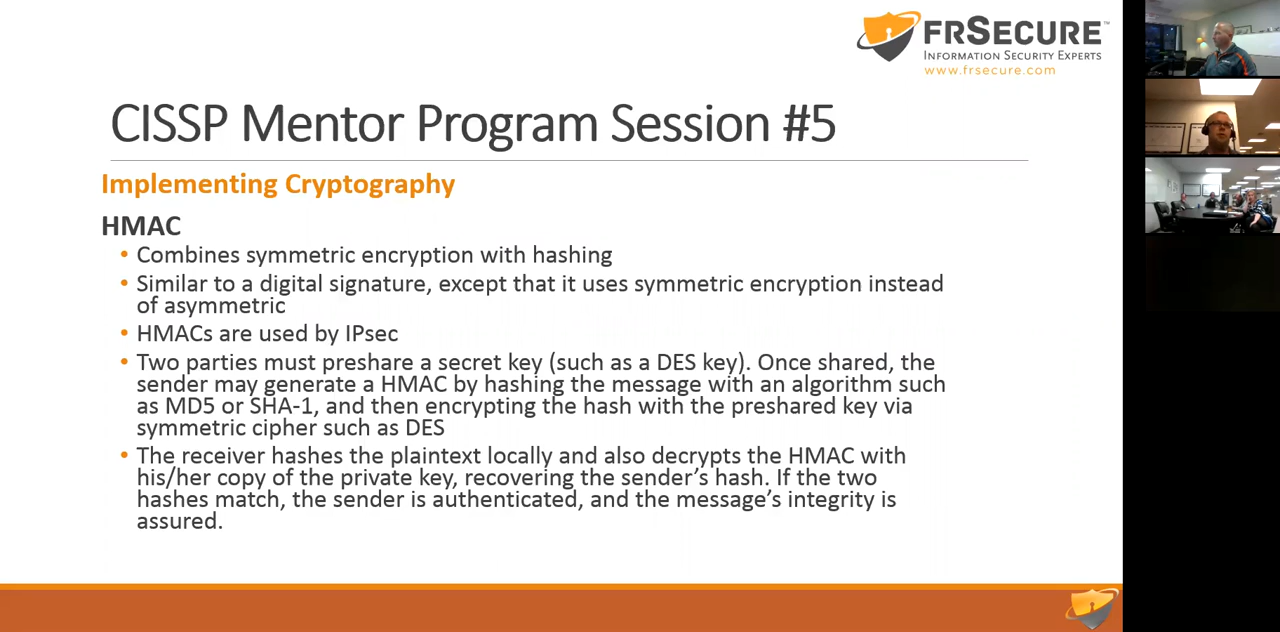 FRSECURE™
INFORMATION SECURITY EXPERTS
www.frsecure.com
CISSP Mentor Program Session #5
Implementing Cryptography
HMAC
• Combines symmetric encryption with hashing
• Similar to a digital signature, except that it uses symmetric encryption instead
of asymmetric
• HMACs are used by IPsec
• Two parties must preshare a secret key (such as a DES key). Once shared, the
sender may generate a HMAC by hashing the message with an algorithm such
as MD5 or SHA-1, and then encrypting the hash with the preshared key via
symmetric cipher such as DES
• The receiver hashes the plaintext locally and also decrypts the HMAC with
his/her copy of the private key, recovering the sender's hash. If the two
hashes match, the sender is authenticated, and the message's integrity is
assured.